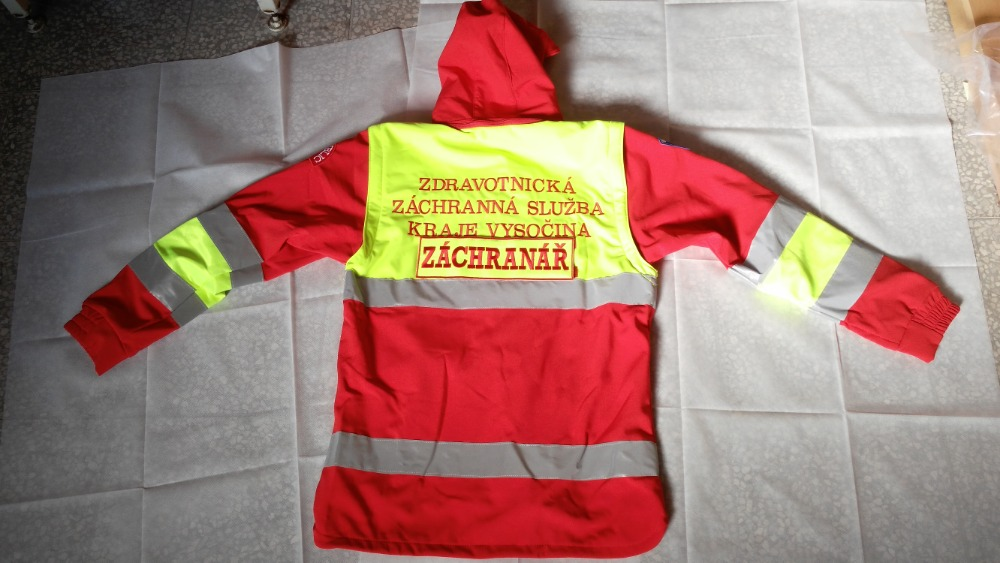 ZDRAVOTNICKÁ
ZÁCHRANNÁ SLUŽBA
KRAJE VYSOČINA
ZÁCHRANÁŘ